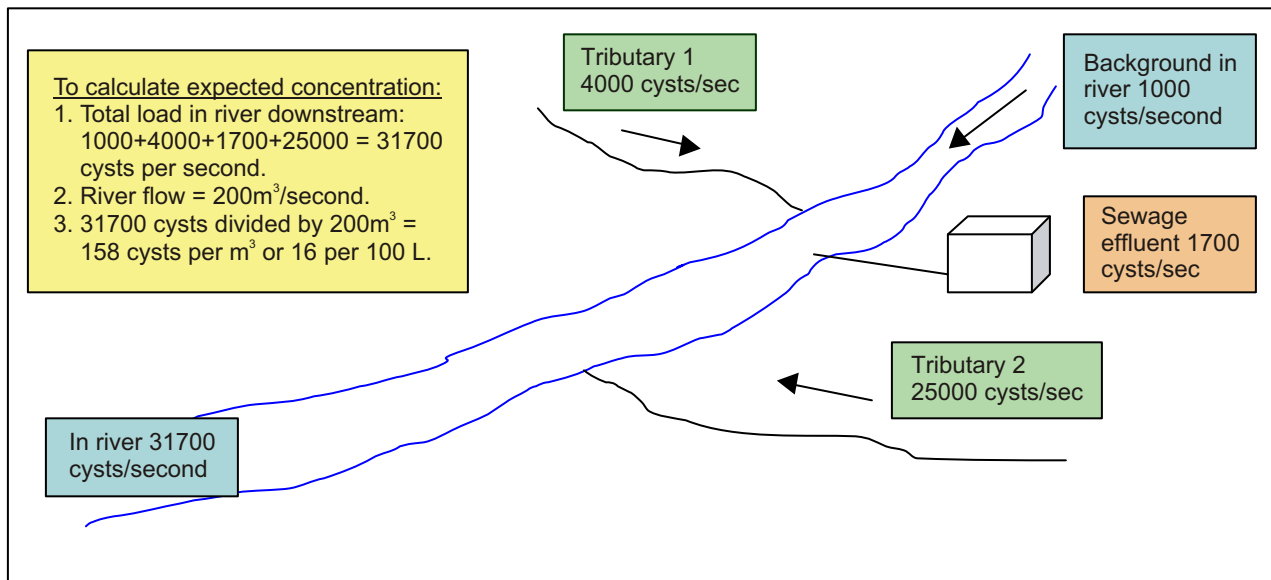 To calculate expected concentration:
1. Total load in river downstream:
1000+4000+1700+25000 = 31700
cysts per second.
2. River flow = 200m³/second.
3. 31700 cysts divided by 200m³ =
158 cysts per m³ or 16 per 100 L.
Tributary 1
4000 cysts/sec
Background in
river 1000
cysts/second
Sewage
effluent 1700
cysts/sec
Tributary 2
25000 cysts/sec
In river 31700
cysts/second